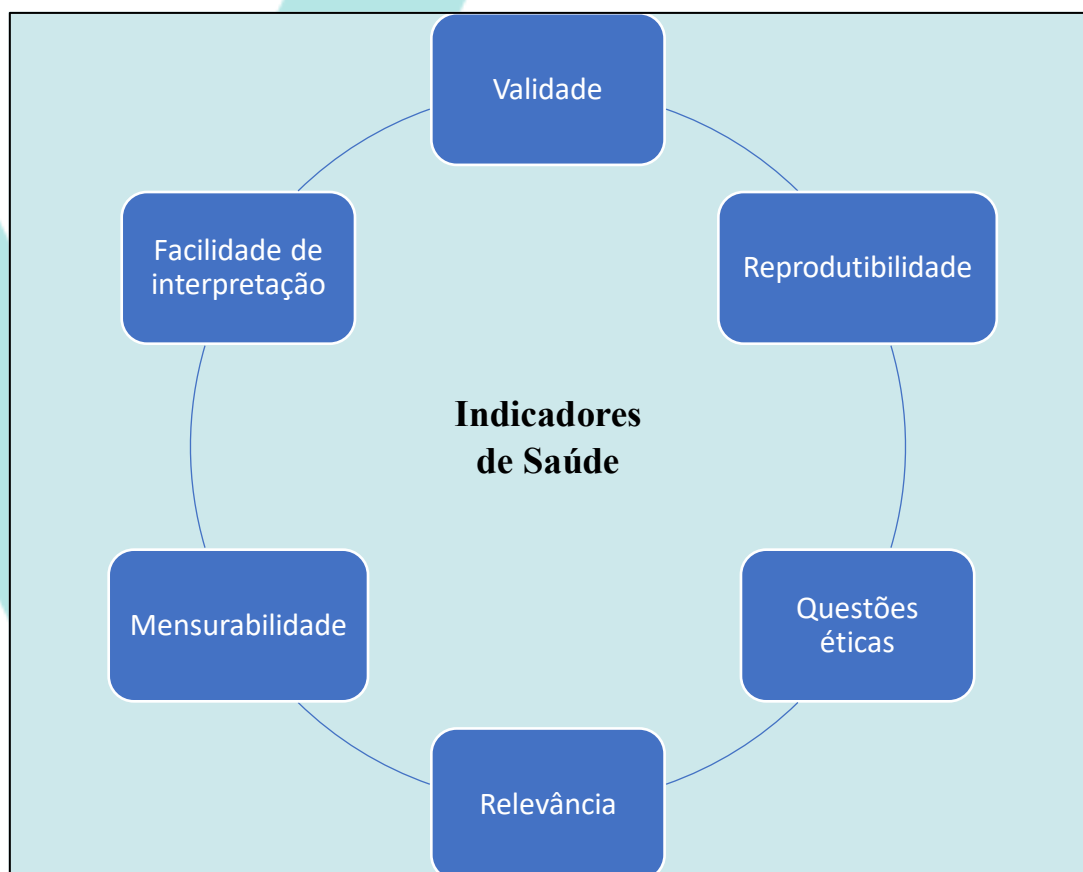 Validade
Facilidade de
interpretação
Reprodutibilidade
Indicadores
de Saúde
Mensurabilidade
Questões
éticas
Relevância